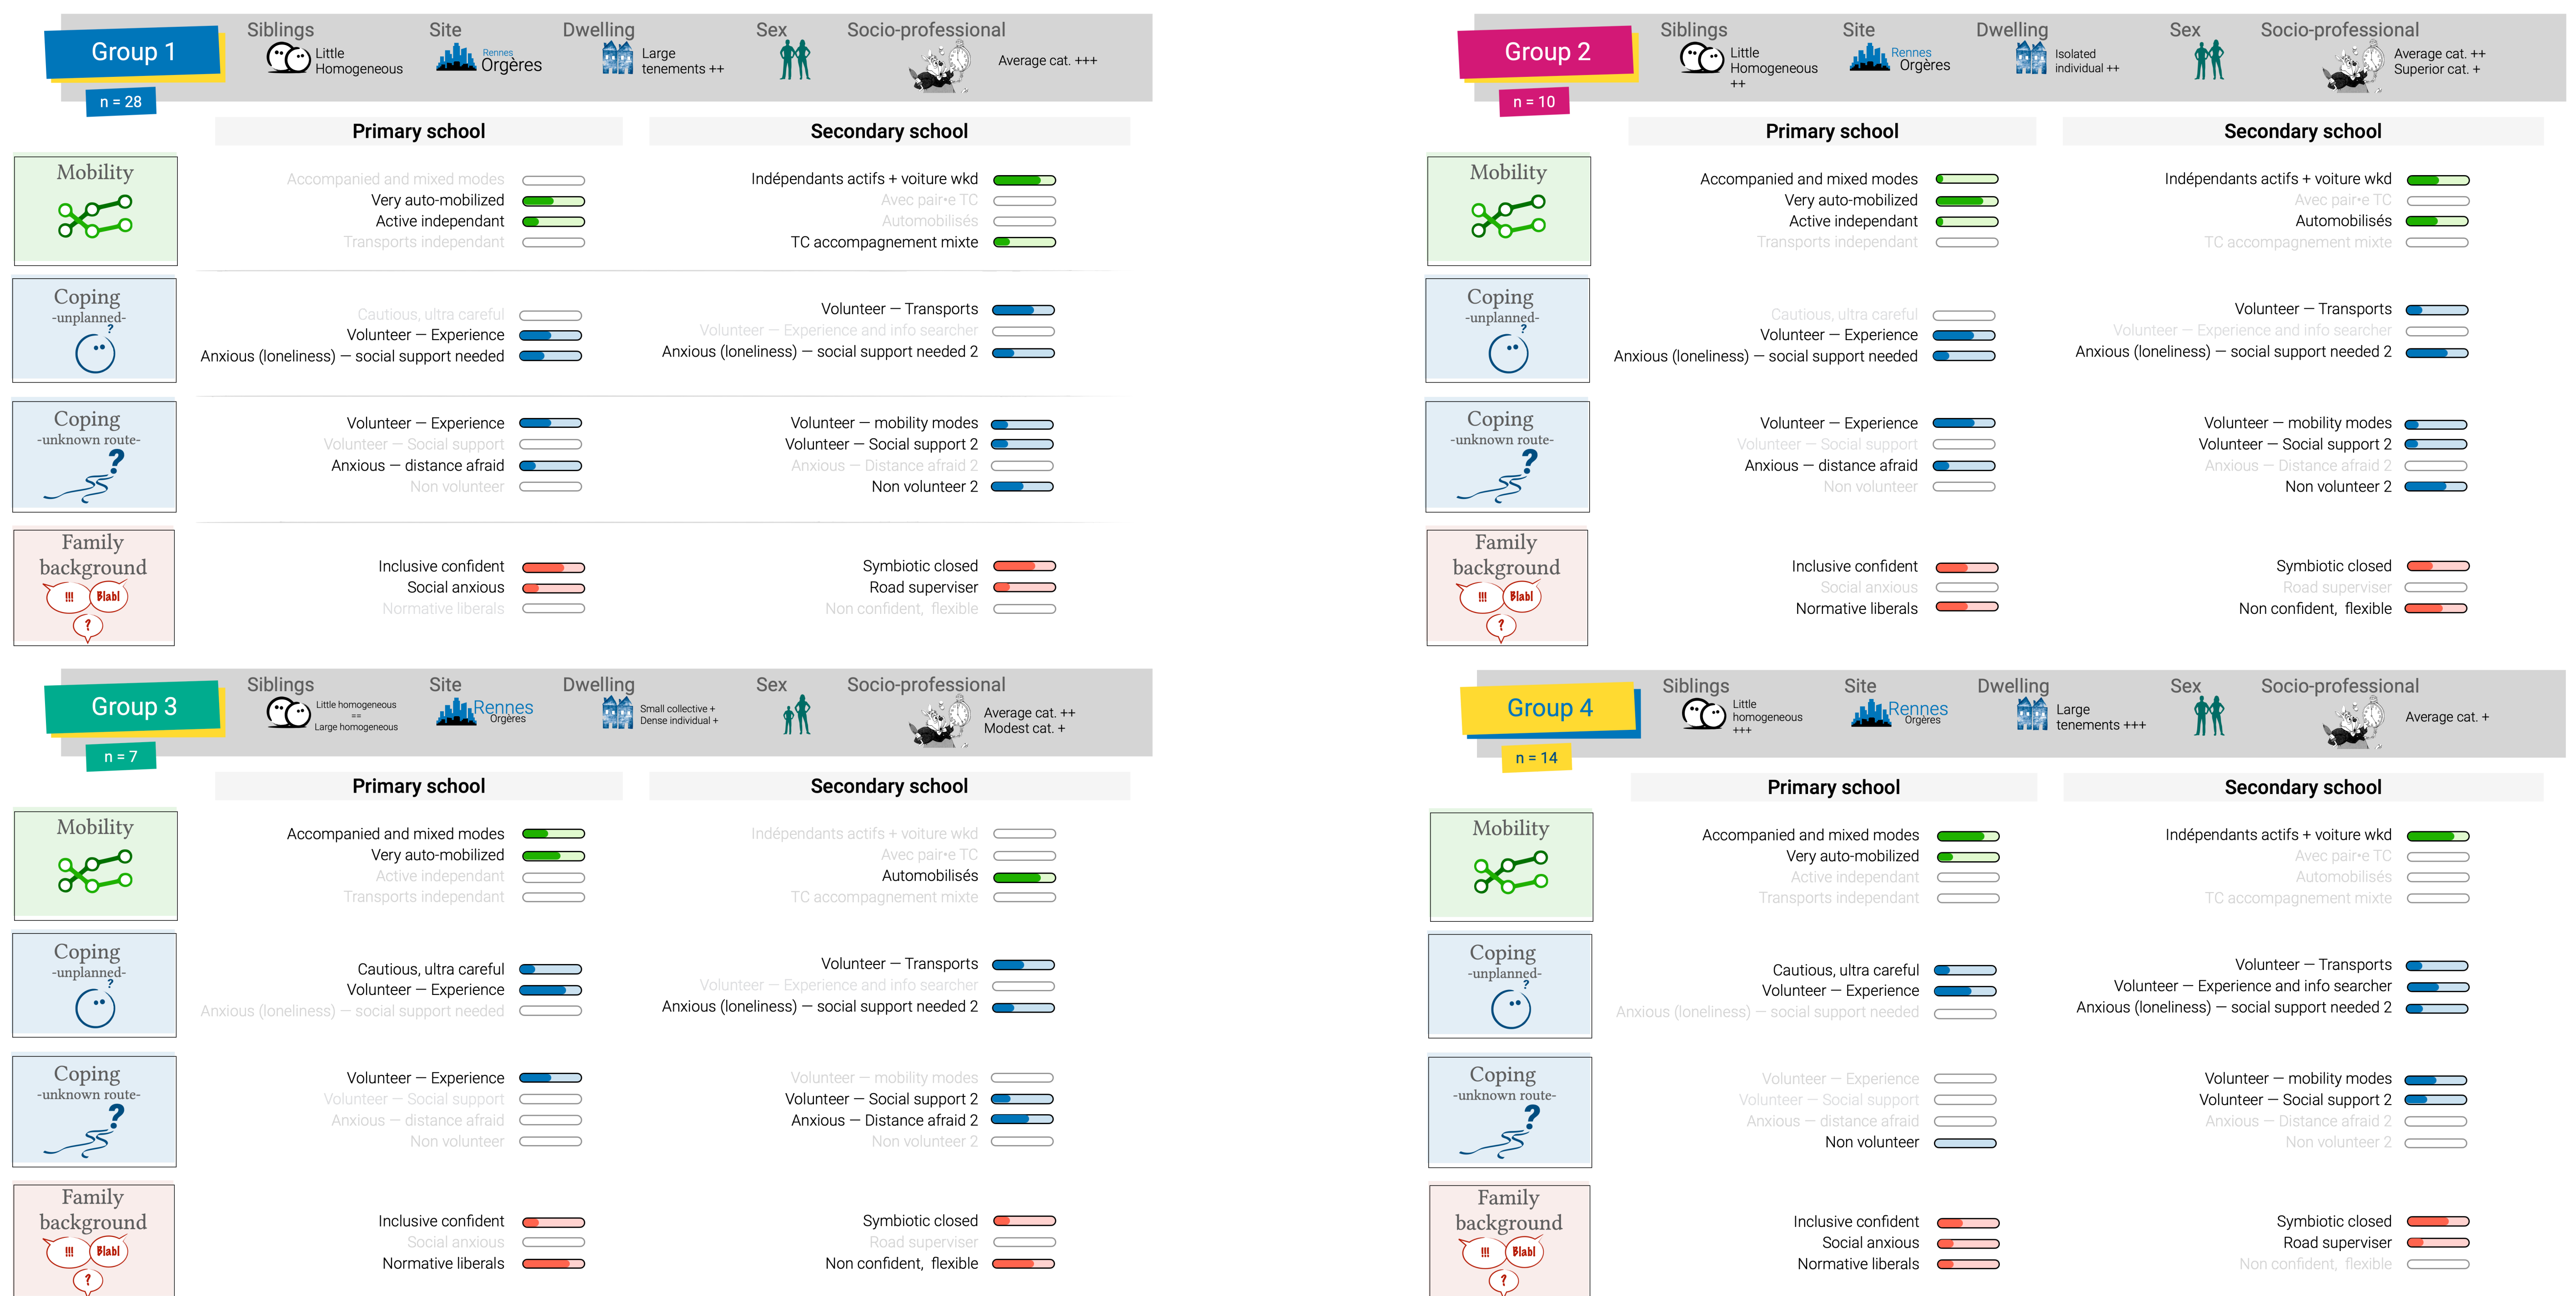 Group 1
n = 28
Siblings
Little
Homogeneous
Site
Rennes
Orgères
Dwelling
Large
tenements ++
Sex
Socio-professional
Average cat. +++
Primary school
Secondary school
Mobility
Accompanied and mixed modes
Very auto-mobilized
Active independant
Transports independant
Indépendants actifs + voiture wkd
Avec pair•e TC
Automobilisés
TC accompagnement mixte
Coping
-unplanned-
?
Cautious, ultra careful
Volunteer — Experience
Anxious (loneliness) — social support needed
Volunteer — Transports
Volunteer — Experience and info searcher
Anxious (loneliness) — social support needed 2
Coping
-unknown route-
?
Volunteer — Experience
Volunteer — Social support
Anxious — distance afraid
Non volunteer
Volunteer — mobility modes
Volunteer — Social support 2
Anxious — Distance afraid 2
Non volunteer 2
Family
background
!!!
Blabl
?
Inclusive confident
Social anxious
Normative liberals
Symbiotic closed
Road superviser
Non confident, flexible
Group 2
n = 10
Siblings
Little
Homogeneous
++
Site
Rennes
Orgères
Dwelling
Isolated
individual ++
Sex
Socio-professional
Average cat. ++
Superior cat. +
Primary school
Secondary school
Mobility
Accompanied and mixed modes
Very auto-mobilized
Active independant
Transports independant
Indépendants actifs + voiture wkd
Avec pair•e TC
Automobilisés
TC accompagnement mixte
Coping
-unplanned-
?
Cautious, ultra careful
Volunteer — Experience
Anxious (loneliness) — social support needed
Volunteer — Transports
Volunteer — Experience and info searcher
Anxious (loneliness) — social support needed 2
Coping
-unknown route-
?
Volunteer — Experience
Volunteer — Social support
Anxious — distance afraid
Non volunteer
Volunteer — mobility modes
Volunteer — Social support 2
Anxious — Distance afraid 2
Non volunteer 2
Family
background
!!!
Blabl
?
Inclusive confident
Social anxious
Normative liberals
Symbiotic closed
Road superviser
Non confident, flexible
Group 3
n = 7
Siblings
Little homogeneous
==
Large homogeneous
Site
Rennes
Orgères
Dwelling
Small collective +
Dense individual +
Sex
Socio-professional
Average cat. ++
Modest cat. +
Primary school
Secondary school
Mobility
Accompanied and mixed modes
Very auto-mobilized
Active independant
Transports independant
Indépendants actifs + voiture wkd
Avec pair•e TC
Automobilisés
TC accompagnement mixte
Coping
-unplanned-
?
Cautious, ultra careful
Volunteer — Experience
Anxious (loneliness) — social support needed
Volunteer — Transports
Volunteer — Experience and info searcher
Anxious (loneliness) — social support needed 2
Coping
-unknown route-
?
Volunteer — Experience
Volunteer — Social support
Anxious — distance afraid
Non volunteer
Volunteer — mobility modes
Volunteer — Social support 2
Anxious — Distance afraid 2
Non volunteer 2
Family
background
!!!
Blabl
?
Inclusive confident
Social anxious
Normative liberals
Symbiotic closed
Road superviser
Non confident, flexible
Group 4
n = 14
Siblings
Little
homogeneous
+++
Site
Rennes
Orgères
Dwelling
Large
tenements +++
Sex
Socio-professional
Average cat. +
Primary school
Secondary school
Mobility
Accompanied and mixed modes
Very auto-mobilized
Active independant
Transports independant
Indépendants actifs + voiture wkd
Avec pair•e TC
Automobilisés
TC accompagnement mixte
Coping
-unplanned-
?
Cautious, ultra careful
Volunteer — Experience
Anxious (loneliness) — social support needed
Volunteer — Transports
Volunteer — Experience and info searcher
Anxious (loneliness) — social support needed 2
Coping
-unknown route-
?
Volunteer — Experience
Volunteer — Social support
Anxious — distance afraid
Non volunteer
Volunteer — mobility modes
Volunteer — Social support 2
Anxious — Distance afraid 2
Non volunteer 2
Family
background
!!!
Blabl
?
Inclusive confident
Social anxious
Normative liberals
Symbiotic closed
Road superviser
Non confident, flexible